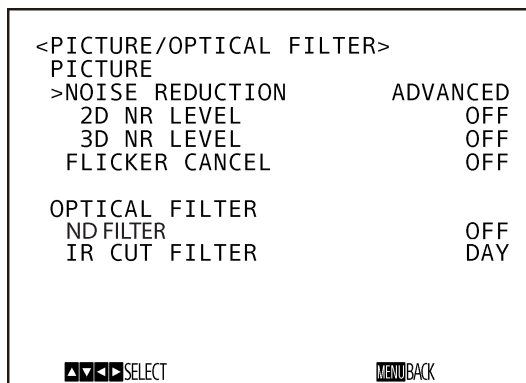 <PICTURE/OPTICAL FILTER>
PICTURE
>NOISE REDUCTION ADVANCED
2D NR LEVEL OFF
3D NR LEVEL OFF
FLICKER CANCEL OFF
OPTICAL FILTER
ND FILTER OFF
IR CUT FILTER DAY
▲▼◀▶SELECT MENU BACK